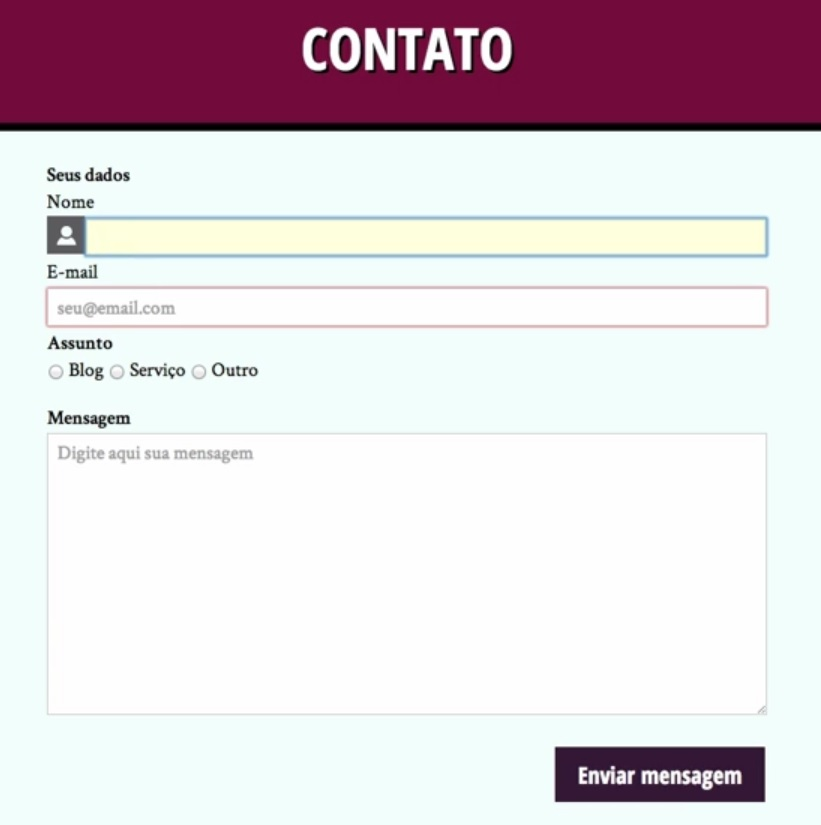 CONTATO
Seus dados
Nome
E-mail
seu@email.com
Assunto
Blog Serviço Outro
Mensagem
Digite aqui sua mensagem
Enviar mensagem